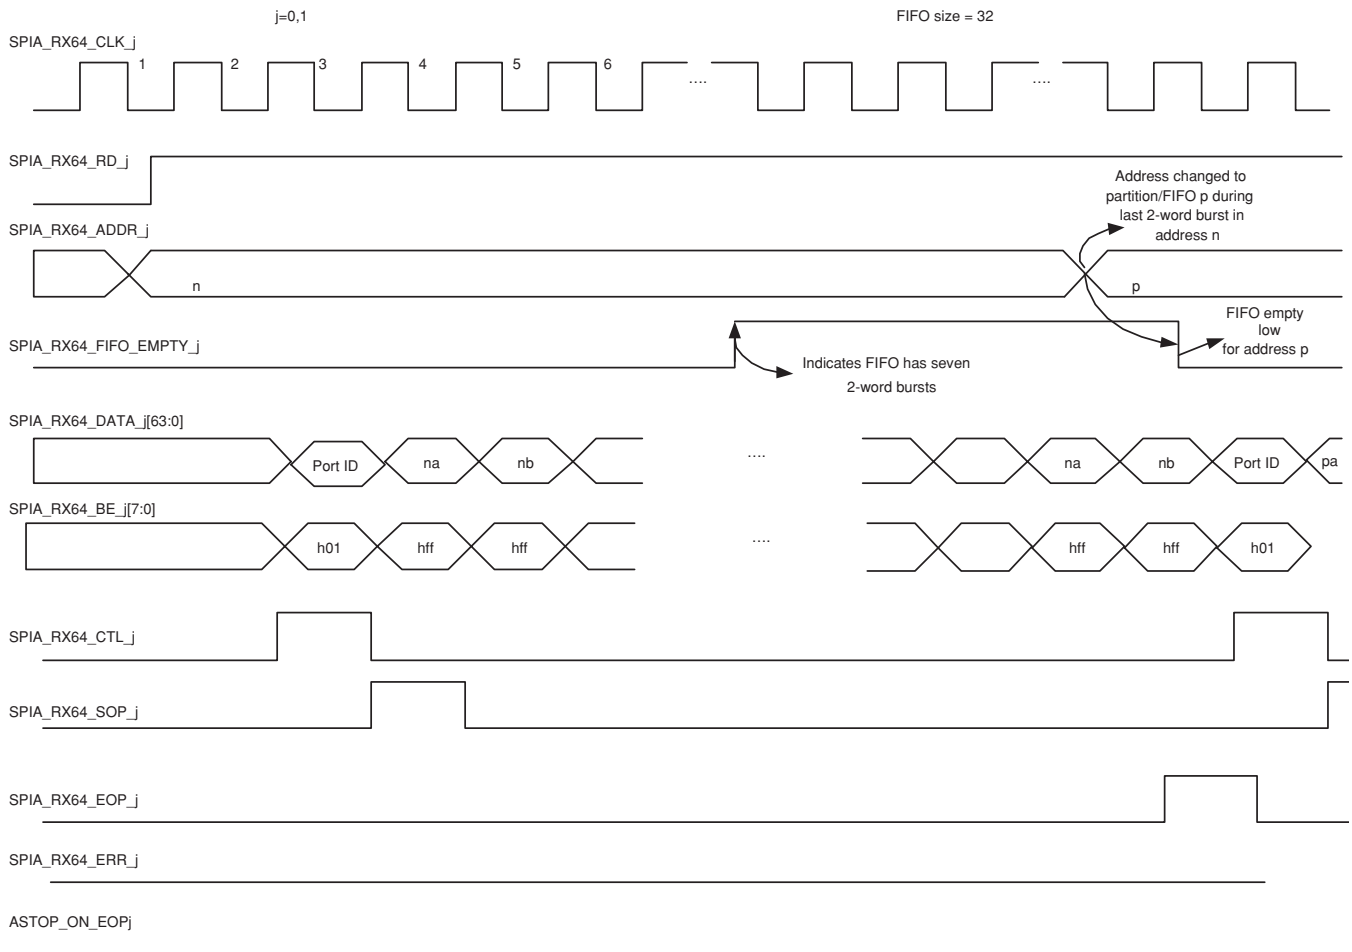 j=0,1
FIFO size = 32
SPIA_RX64_CLK_j
1 2 3 4 5 6 .... ....
SPIA_RX64_RD_j
Address changed to
partition/FIFO p during
last 2-word burst in
address n
SPIA_RX64_ADDR_j
n
p
FIFO empty
low
for address p
SPIA_RX64_FIFO_EMPTY_j
Indicates FIFO has seven
2-word bursts
SPIA_RX64_DATA_j[63:0]
Port ID na nb .... na nb Port ID pa
SPIA_RX64_BE_j[7:0]
h01 hff hff .... hff hff h01
SPIA_RX64_CTL_j
SPIA_RX64_SOP_j
SPIA_RX64_EOP_j
SPIA_RX64_ERR_j
ASTOP_ON_EOPj